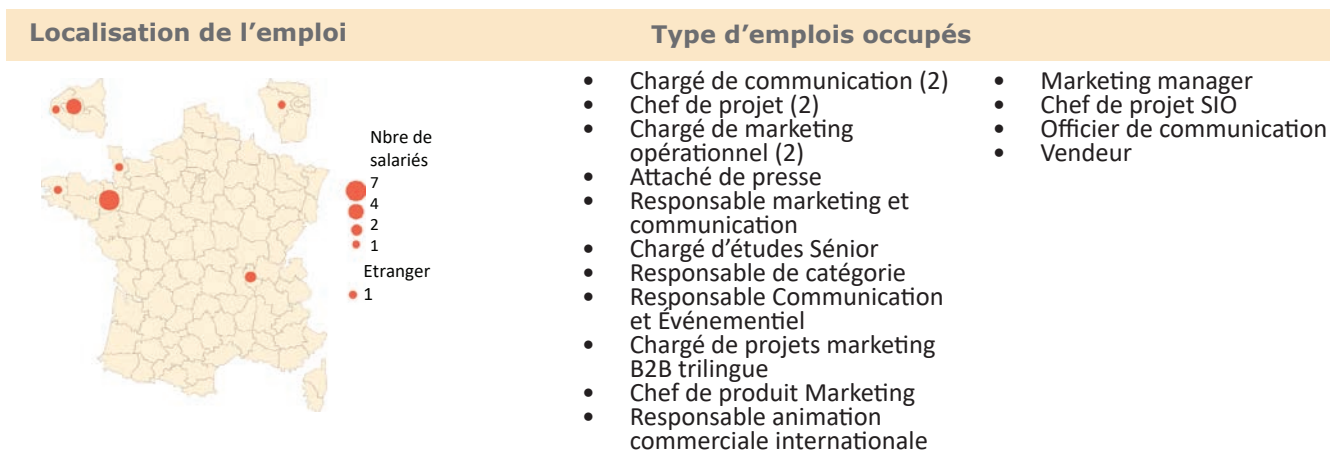 Localisation de l'emploi
Type d'emplois occupés
Nbre de
salariés
7
4
2
1
Etranger
1
• Chargé de communication (2)
• Chef de projet (2)
• Chargé de marketing
opérationnel (2)
• Attaché de presse
• Responsable marketing et
communication
• Chargé d'études Sénior
• Responsable de catégorie
• Responsable Communication
et Événementiel
• Chargé de projets marketing
B2B trilingue
• Chef de produit Marketing
• Responsable animation
commerciale internationale
• Marketing manager
• Chef de projet SIO
• Officier de communication
• Vendeur